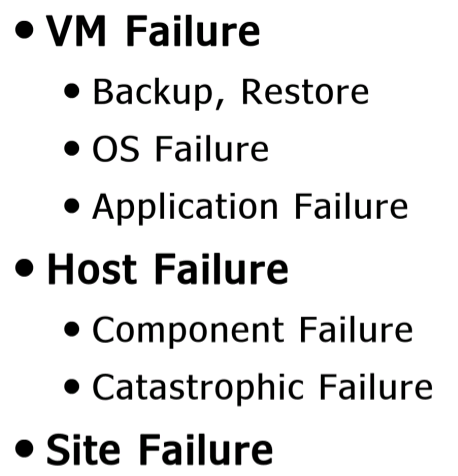 • VM Failure
• Backup, Restore
• OS Failure
• Application Failure
• Host Failure
• Component Failure
• Catastrophic Failure
• Site Failure